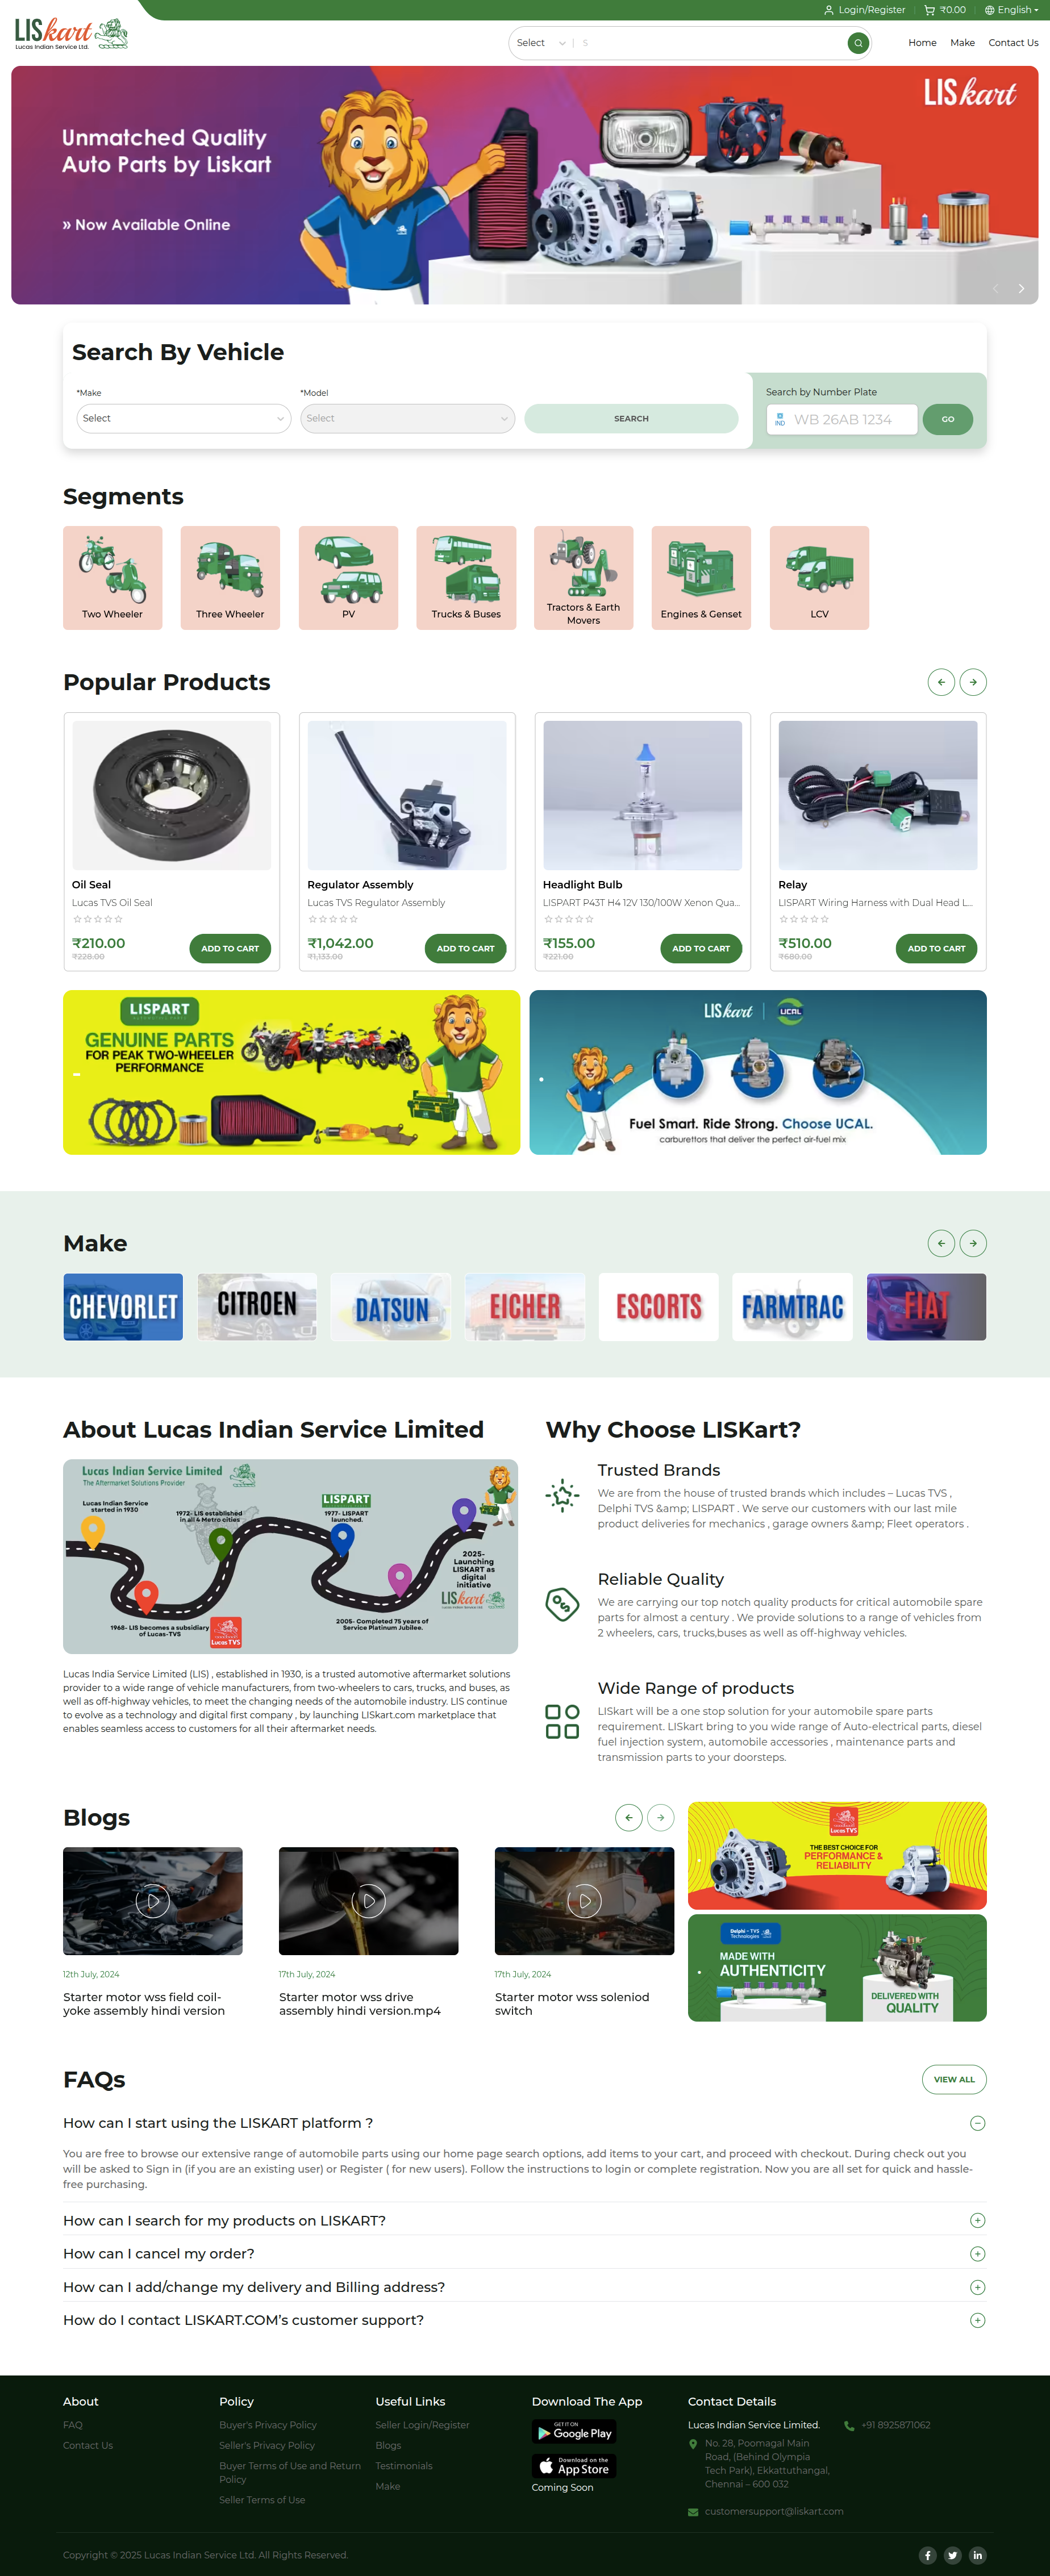 Login/Register
₹0.00
English
LISkart
Lucas Indian Service Ltd.
Select
S
Home
Make
Contact Us
LISkart
Unmatched Quality
Auto Parts by Liskart
» Now Available Online
Search By Vehicle
*Make
*Model
Select
Select
SEARCH
Search by Number Plate
IND
WB 26AB 1234
GO
Segments
Two Wheeler
Three Wheeler
PV
Trucks & Buses
Tractors & Earth
Movers
Engines & Genset
LCV
Popular Products
Oil Seal
Lucas TVS Oil Seal
₹210.00
₹228.00
ADD TO CART
Regulator Assembly
Lucas TVS Regulator Assembly
₹1,042.00
₹1,133.00
ADD TO CART
Headlight Bulb
LISPART P43T H4 12V 130/100W Xenon Qua...
₹155.00
₹221.00
ADD TO CART
Relay
LISPART Wiring Harness with Dual Head L...
₹510.00
₹680.00
ADD TO CART
LISPART
GENUINE PARTS
FOR PEAK TWO-WHEELER
PERFORMANCE
LISkart
UCAL
Fuel Smart. Ride Strong. Choose UCAL.
carburettors that deliver the perfect air-fuel mix
Make
CHEVORLET
CITROEN
DATSUN
EICHER
ESCORTS
FARMTRAC
FIAT
About Lucas Indian Service Limited
Lucas Indian Service Limited
The Aftermarket Solutions Provider
Lucas Indian Service
started in 1930
1972- LIS established
in all 4 Metro cities
LISPART
1977- LISPART
launched.
2025-
Launching
LISKART as
digital
initiative
LISkart
Lucas Indian Service Ltd.
1968- LIS becomes a subsidiary
of Lucas-TVS
Lucas TVS
2005- Completed 75 years of
Service Platinum Jubilee.
Lucas India Service Limited (LIS) , established in 1930, is a trusted automotive aftermarket solutions
provider to a wide range of vehicle manufacturers, from two-wheelers to cars, trucks, and buses, as
well as off-highway vehicles, to meet the changing needs of the automobile industry. LIS continue
to evolve as a technology and digital first company , by launching LISkart.com marketplace that
enables seamless access to customers for all their aftermarket needs.
Why Choose LISKart?
Trusted Brands
We are from the house of trusted brands which includes – Lucas TVS ,
Delphi TVS &amp; LISPART . We serve our customers with our last mile
product deliveries for mechanics , garage owners &amp; Fleet operators .
Reliable Quality
We are carrying our top notch quality products for critical automobile spare
parts for almost a century . We provide solutions to a range of vehicles from
2 wheelers, cars, trucks,buses as well as off-highway vehicles.
Wide Range of products
LISkart will be a one stop solution for your automobile spare parts
requirement. LISkart bring to you wide range of Auto-electrical parts, diesel
fuel injection system, automobile accessories , maintenance parts and
transmission parts to your doorsteps.
Blogs
12th July, 2024
Starter motor wss field coil-
yoke assembly hindi version
17th July, 2024
Starter motor wss drive
assembly hindi version.mp4
17th July, 2024
Starter motor wss soleniod
switch
Lucas TVS
THE BEST CHOICE FOR
PERFORMANCE &
RELIABILITY
Delphi - TVS
Technologies
MADE WITH
AUTHENTICITY
DELIVERED WITH
QUALITY
FAQs
VIEW ALL
How can I start using the LISKART platform ?
You are free to browse our extensive range of automobile parts using our home page search options, add items to your cart, and proceed with checkout. During check out you
will be asked to Sign in (if you are an existing user) or Register ( for new users). Follow the instructions to login or complete registration. Now you are all set for quick and hassle-
free purchasing.
How can I search for my products on LISKART?
How can I cancel my order?
How can I add/change my delivery and Billing address?
How do I contact LISKART.COM's customer support?
About
FAQ
Contact Us
Policy
Buyer's Privacy Policy
Seller's Privacy Policy
Buyer Terms of Use and Return
Policy
Seller Terms of Use
Useful Links
Seller Login/Register
Blogs
Testimonials
Make
Download The App
GET IT ON
Google Play
Download on the
App Store
Coming Soon
Contact Details
Lucas Indian Service Limited.
No. 28, Poomagal Main
Road, (Behind Olympia
Tech Park), Ekkattuthangal,
Chennai – 600 032
customersupport@liskart.com
+91 8925871062
Copyright © 2025 Lucas Indian Service Ltd. All Rights Reserved.